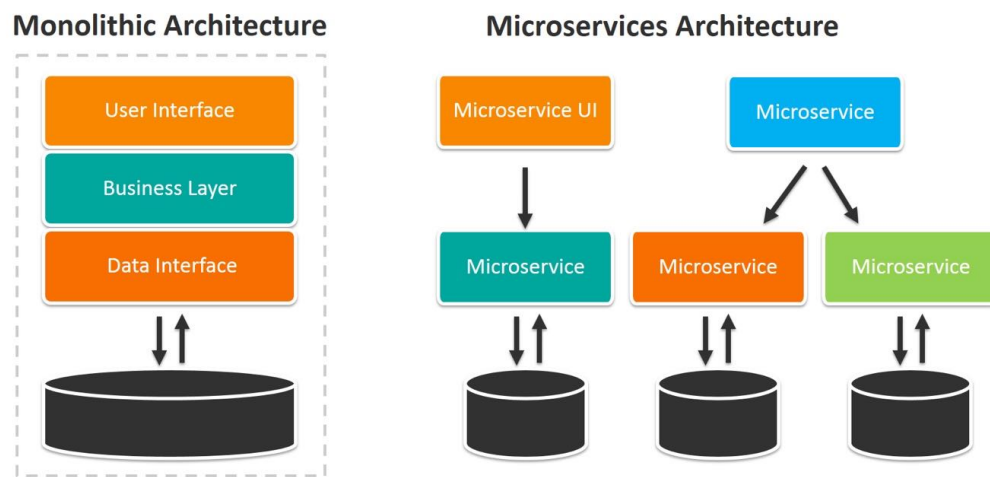 Monolithic Architecture
User Interface
Business Layer
Data Interface
Microservices Architecture
Microservice UI
Microservice
Microservice
Microservice
Microservice